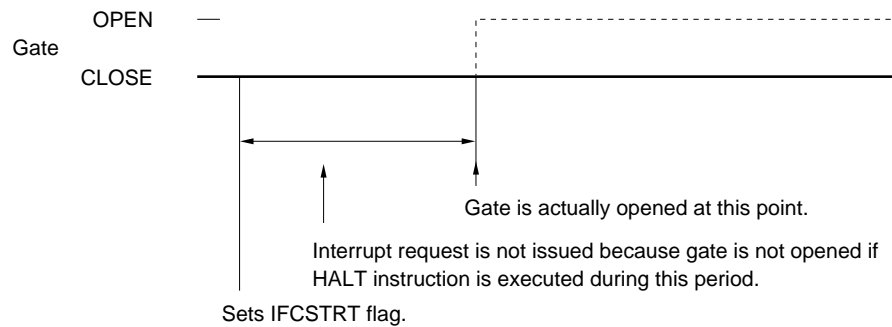 OPEN
Gate
CLOSE
Gate is actually opened at this point.
Interrupt request is not issued because gate is not opened if
HALT instruction is executed during this period.
Sets IFCSTRT flag.